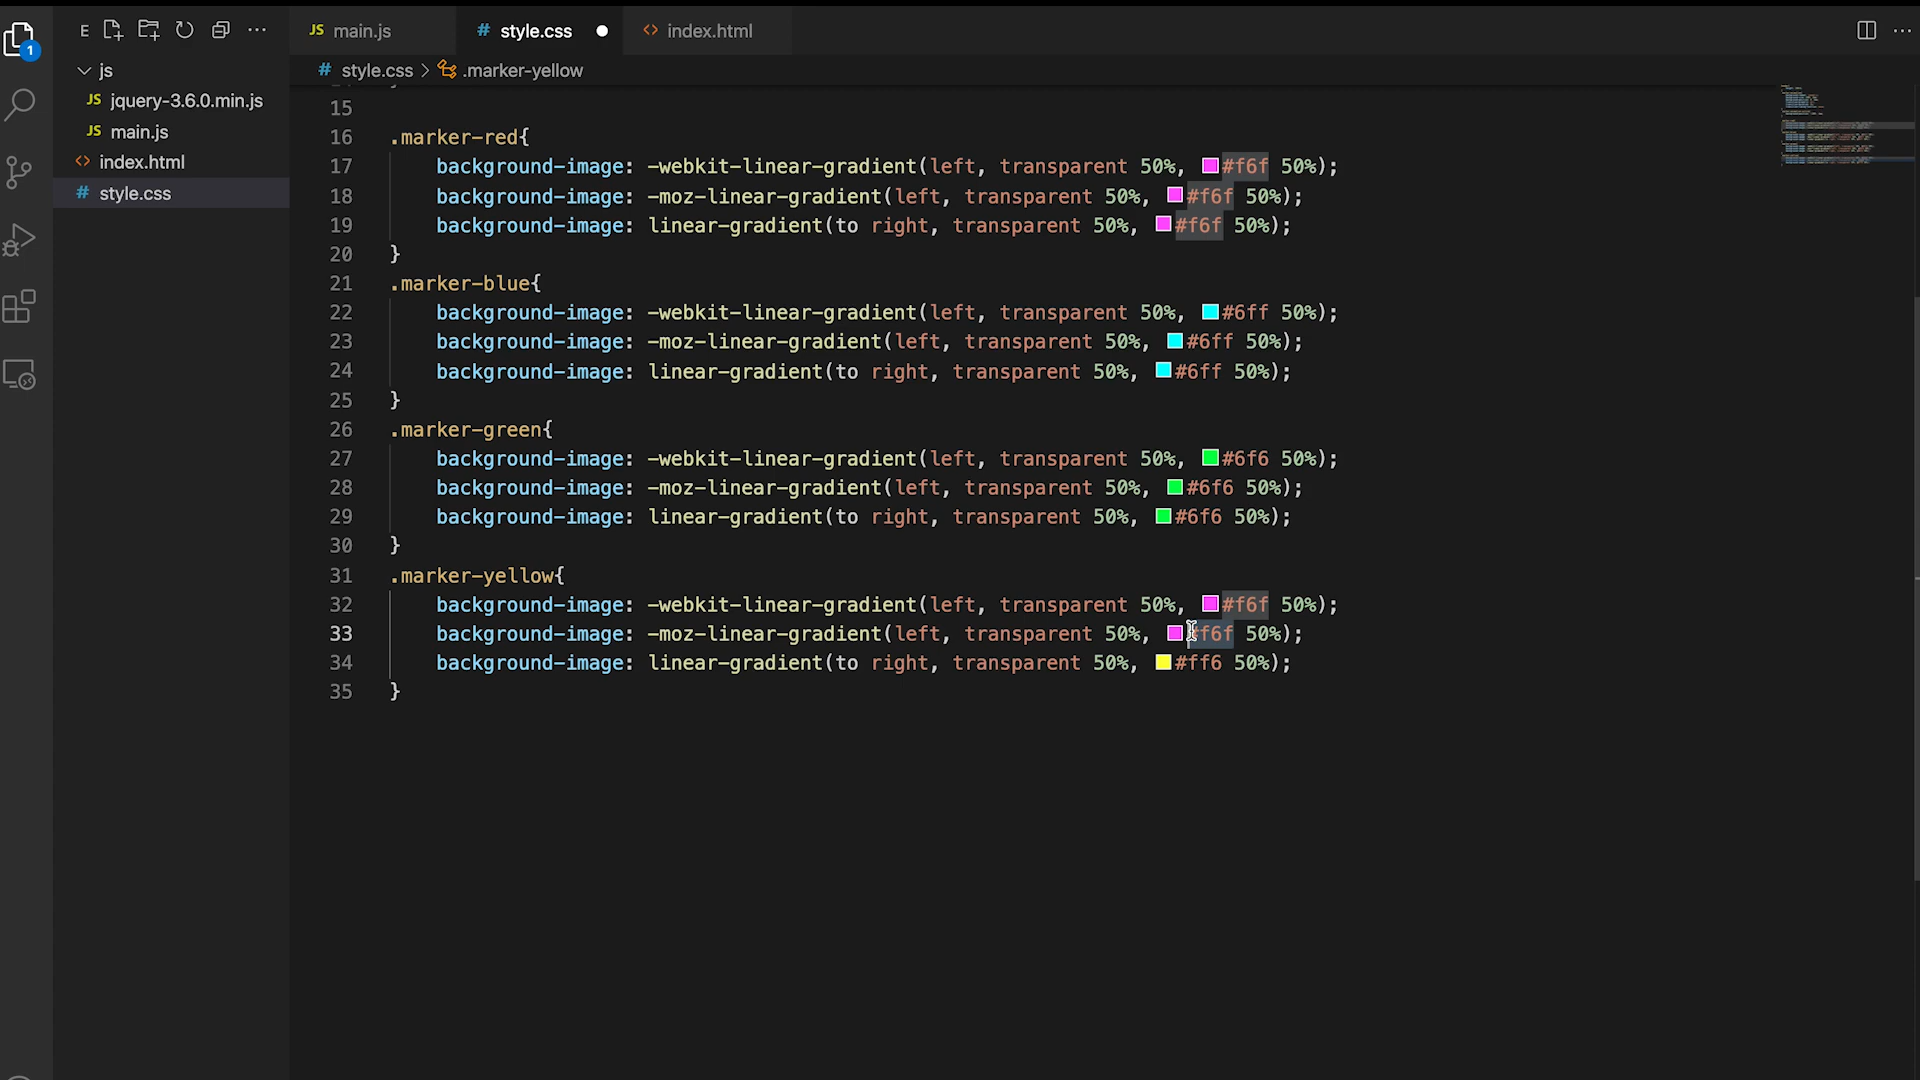 E
JS main.js
# style.css
<> index.html
1
js
JS jquery-3.6.0.min.js
JS main.js
<> index.html
# style.css
# style.css > .marker-yellow
15
16 .marker-red{
17 background-image: -webkit-linear-gradient(left, transparent 50%, #f6f 50%);
18 background-image: -moz-linear-gradient(left, transparent 50%, #f6f 50%);
19 background-image: linear-gradient(to right, transparent 50%, #f6f 50%);
20 }
21 .marker-blue{
22 background-image: -webkit-linear-gradient(left, transparent 50%, #6ff 50%);
23 background-image: -moz-linear-gradient(left, transparent 50%, #6ff 50%);
24 background-image: linear-gradient(to right, transparent 50%, #6ff 50%);
25 }
26 .marker-green{
27 background-image: -webkit-linear-gradient(left, transparent 50%, #6f6 50%);
28 background-image: -moz-linear-gradient(left, transparent 50%, #6f6 50%);
29 background-image: linear-gradient(to right, transparent 50%, #6f6 50%);
30 }
31 .marker-yellow{
32 background-image: -webkit-linear-gradient(left, transparent 50%, #f6f 50%);
33 background-image: -moz-linear-gradient(left, transparent 50%, #f6f 50%);
34 background-image: linear-gradient(to right, transparent 50%, #ff6 50%);
35 }